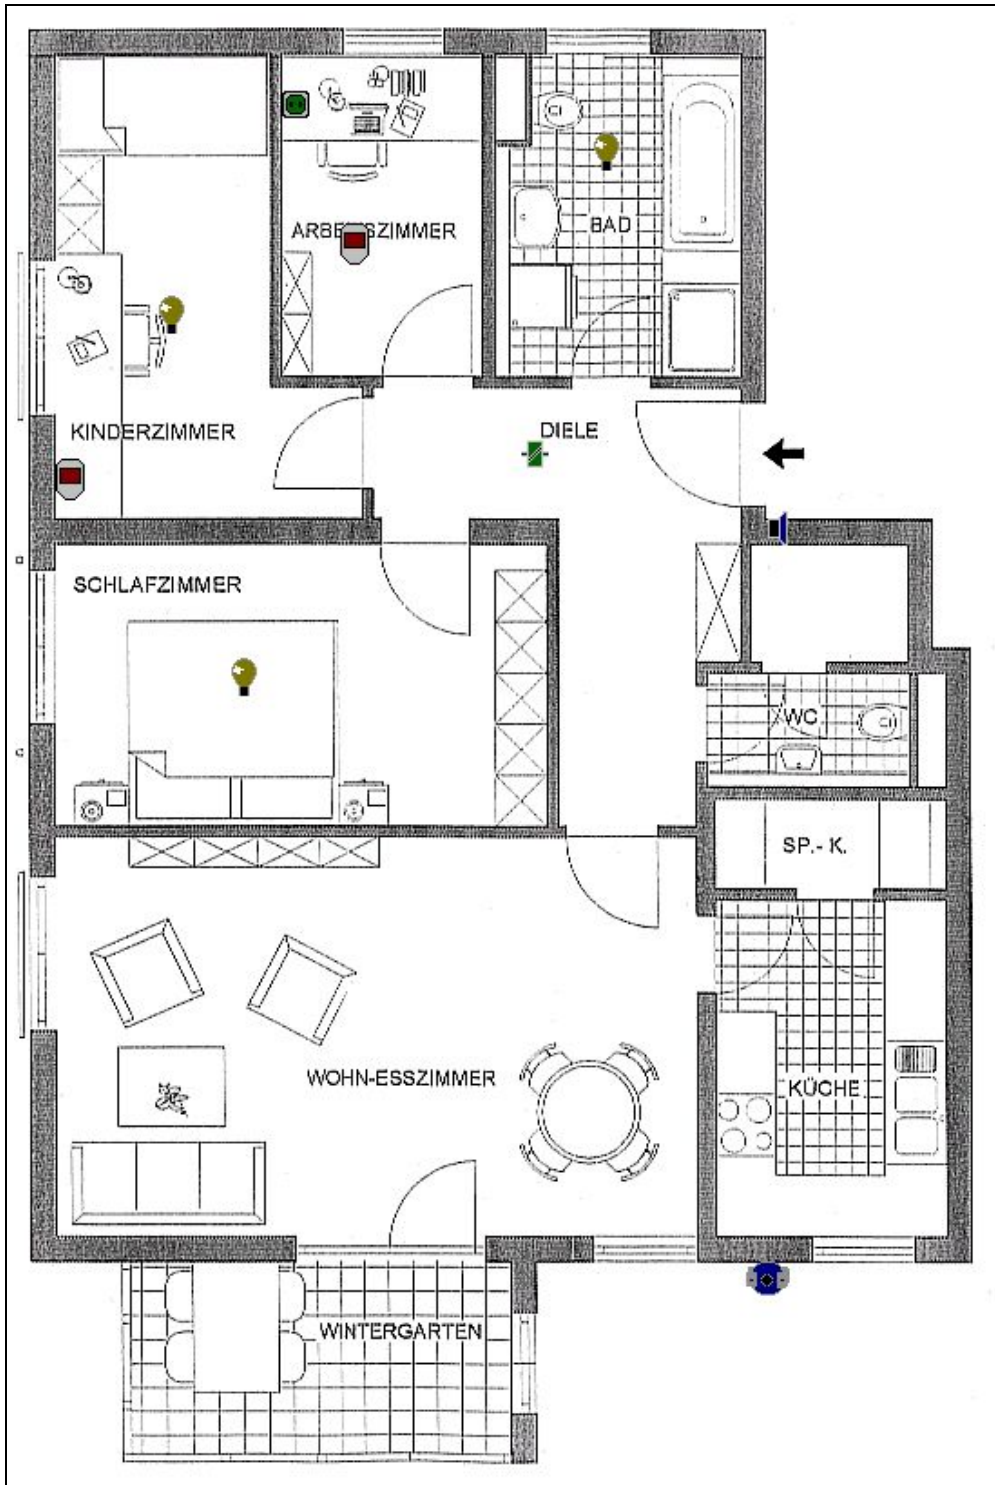 ARBEITSZIMMER
BAD
KINDERZIMMER
DIELE
SCHLAFZIMMER
WC
SP.- K.
WOHN-ESSZIMMER
KÜCHE
WINTERGARTEN